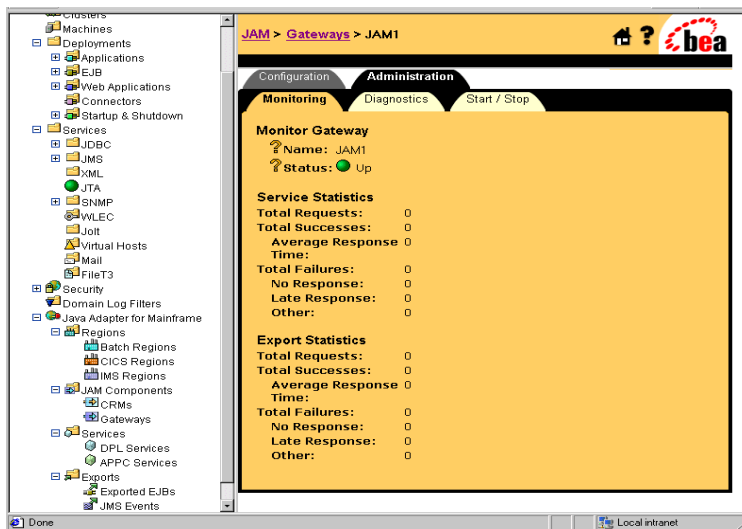 Clusters
Machines
Deployments
Applications
EJB
Web Applications
Connectors
Startup & Shutdown
Services
JDBC
JMS
XML
JTA
SNMP
WLEC
Jolt
Virtual Hosts
Mail
FileT3
Security
Domain Log Filters
Java Adapter for Mainframe
Regions
Batch Regions
CICS Regions
IMS Regions
JAM Components
CRMs
Gateways
Services
DPL Services
APPC Services
Exports
Exported EJBs
JMS Events
JAM > Gateways > JAM1
? bea
Configuration Administration
Monitoring Diagnostics Start / Stop
Monitor Gateway
? Name: JAM1
? Status: Up
Service Statistics
Total Requests: 0
Total Successes: 0
Average Response 0
Time:
Total Failures: 0
No Response: 0
Late Response: 0
Other: 0
Export Statistics
Total Requests: 0
Total Successes: 0
Average Response 0
Time:
Total Failures: 0
No Response: 0
Late Response: 0
Other: 0
Done
Local intranet